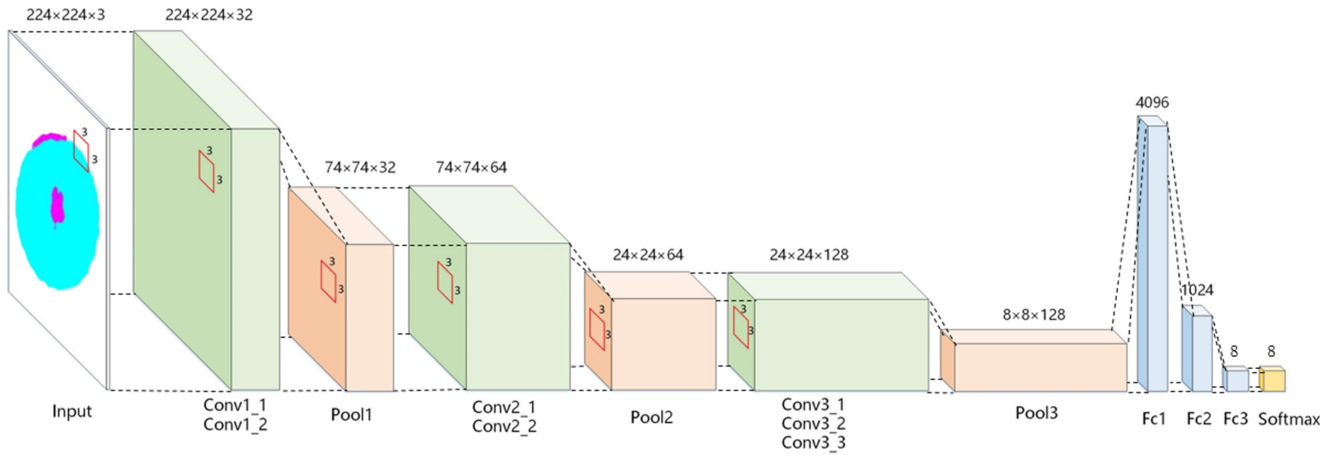 224×224×3
224×224×32
74×74×32
74×74×64
24×24×64
24×24×128
8×8×128
4096
1024
8
8
3
3
3
3
3
3
3
3
3
3
3
3
Input
Conv1_1
Conv1_2
Pool1
Conv2_1
Conv2_2
Pool2
Conv3_1
Conv3_2
Conv3_3
Pool3
Fc1
Fc2
Fc3
Softmax